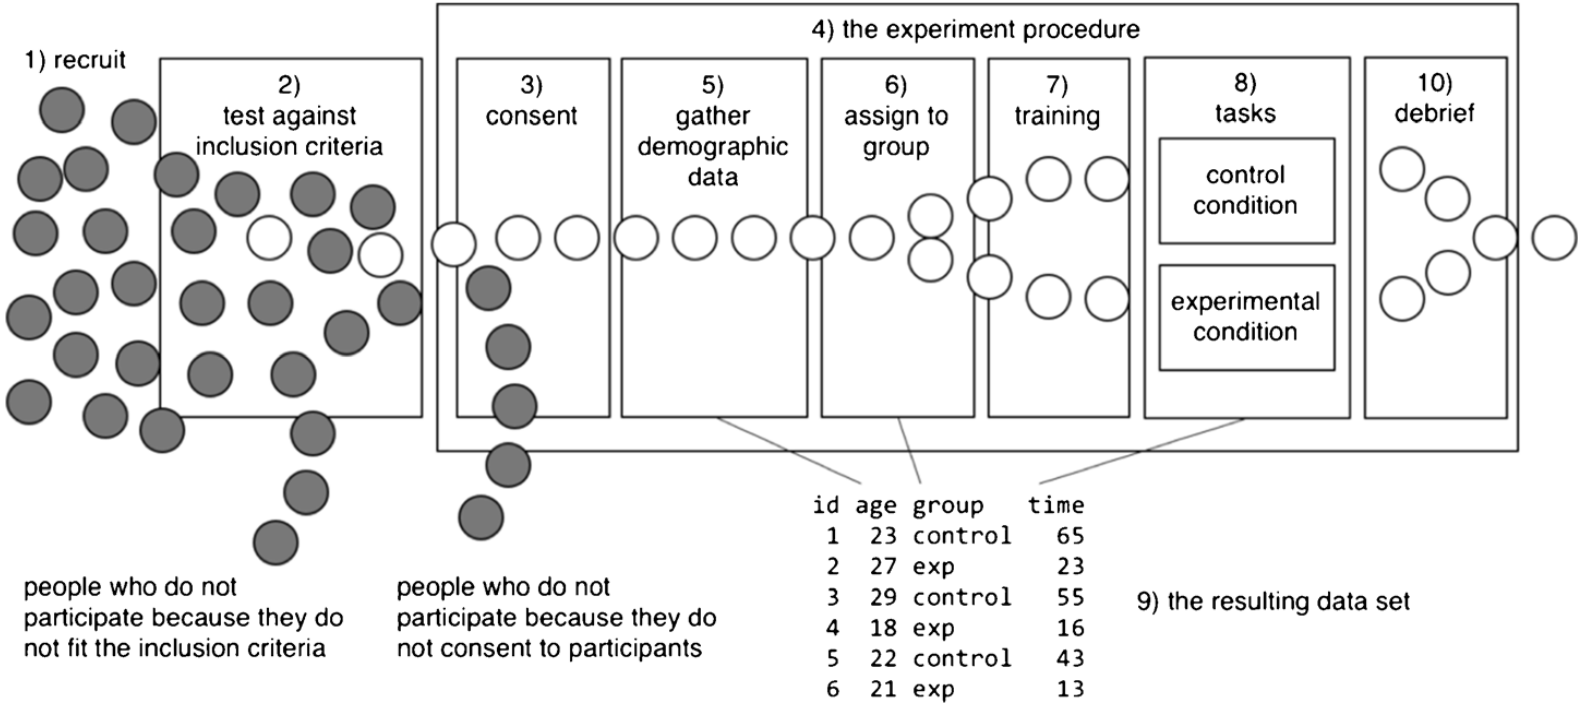 4) the experiment procedure
1) recruit
2)
test against
inclusion criteria
3)
consent
5)
gather
demographic
data
6)
assign to
group
7)
training
8)
tasks
control
condition
experimental
condition
10)
debrief
people who do not
participate because they do
not fit the inclusion criteria
people who do not
participate because they do
not consent to participants
id age group time
1 23 control 65
2 27 exp 23
3 29 control 55
4 18 exp 16
5 22 control 43
6 21 exp 13
9) the resulting data set